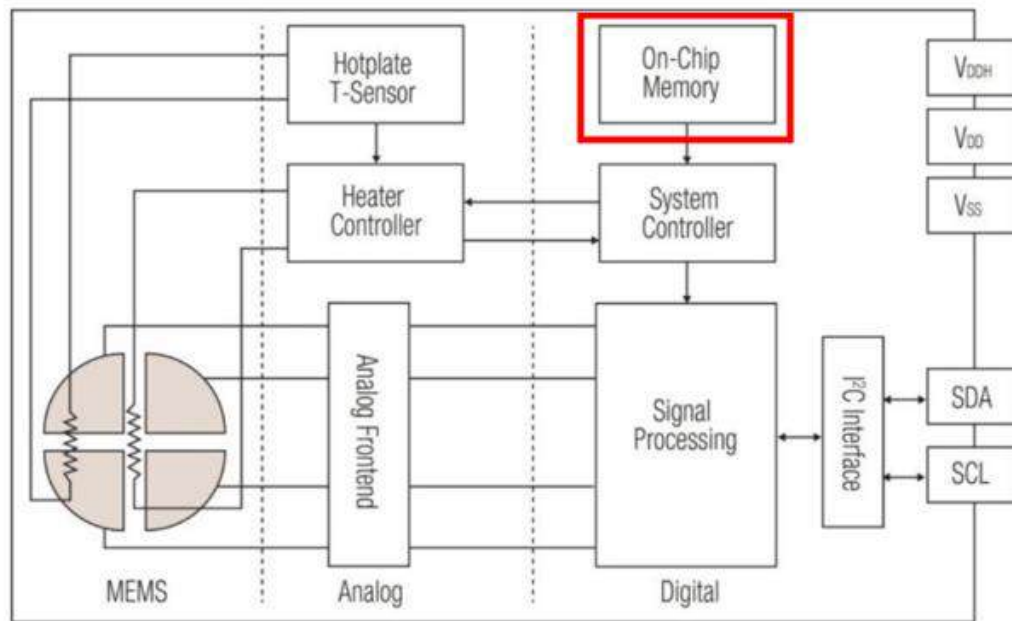 Hotplate
T-Sensor
On-Chip
Memory
VDDH
VDD
VSS
Heater
Controller
System
Controller
Analog Frontend
Signal
Processing
I²C Interface
SDA
SCL
MEMS
Analog
Digital